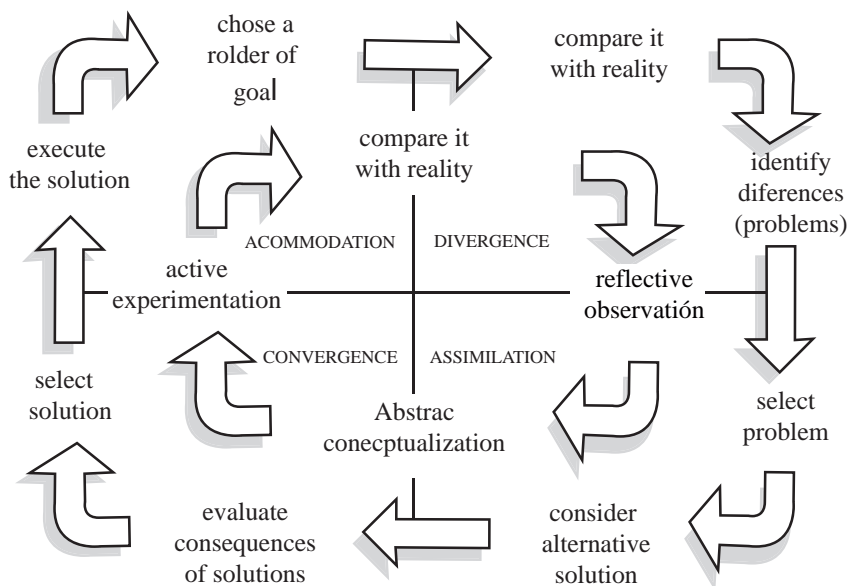 chose a
rolder of
goal
compare it
with reality
execute
the solution
compare it
with reality
identify
diferences
(problems)
ACOMMODATION
DIVERGENCE
active
experimentation
reflective
observatión
CONVERGENCE
ASSIMILATION
select
solution
Abstrac
conecptualization
select
problem
evaluate
consequences
of solutions
consider
alternative
solution